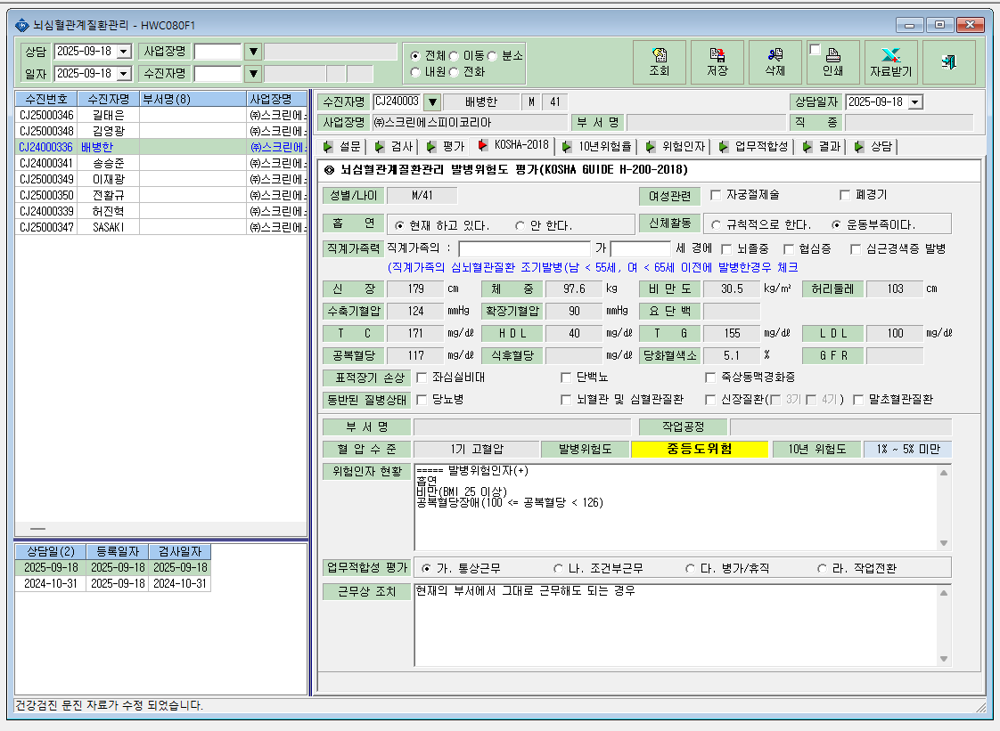 뇌심혈관계질환관리 - HWC080F1
상담 2025-09-18 사업장명
일자 2025-09-18 수진자명
전체 이동 분소
내원 전화
조회 저장 삭제 인쇄 자료받기
수진번호 수진자명 부서명(8) 사업장명
CJ25000346 길태은 ㈜스크린에
CJ25000348 김영광 ㈜스크린에
CJ24000336 배병한 ㈜스크린에
CJ24000341 송승준 ㈜스크린에
CJ25000349 이재광 ㈜스크린에
CJ25000350 전활규 ㈜스크린에
CJ24000339 허진혁 ㈜스크린에
CJ25000347 SASAKI ㈜스크린에
상담일(2) 등록일자 검사일자
2025-09-18 2025-09-18 2025-09-18
2024-10-31 2025-09-18 2024-10-31
수진자명 CJ240003 배병한 M 41 상담일자 2025-09-18
사업장명 ㈜스크린에스피이코리아 부 서 명 직 종
설문 검사 평가 KOSHA-2018 10년위험율 위험인자 업무적합성 결과 상담
뇌심혈관계질환관리 발병위험도 평가(KOSHA GUIDE H-200-2018)
성별/나이 M/41 여성관련 자궁절제술 폐경기
흡 연 현재 하고 있다. 안 한다. 신체활동 규칙적으로 한다. 운동부족이다.
직계가족력 직계가족의 : 가 세 경에 뇌졸중 협심증 심근경색증 발병
(직계가족의 심뇌혈관질환 조기발병(남 < 55세, 여 < 65세 이전에 발병한경우 체크
신 장 179 cm 체 중 97.6 kg 비 만 도 30.5 kg/m² 허리둘레 103 cm
수축기혈압 124 mmHg 확장기혈압 90 mmHg 요 단 백
T C 171 mg/dℓ H D L 40 mg/dℓ T G 155 mg/dℓ L D L 100 mg/dℓ
공복혈당 117 mg/dℓ 식후혈당 mg/dℓ 당화혈색소 5.1 % G F R
표적장기 손상 좌심실비대 단백뇨 죽상동맥경화증
동반된 질병상태 당뇨병 뇌혈관 및 심혈관질환 신장질환( 3기 4기 ) 말초혈관질환
부 서 명 작업공정
혈 압 수 준 1기 고혈압 발병위험도 중등도위험 10년 위험도 1% ~ 5% 미만
위험인자 현황 ===== 발병위험인자(+)
흡연
비만(BMI 25 이상)
공복혈당장애(100 <= 공복혈당 < 126)
업무적합성 평가 가. 통상근무 나. 조건부근무 다. 병가/휴직 라. 작업전환
근무상 조치 현재의 부서에서 그대로 근무해도 되는 경우
건강검진 문진 자료가 수정 되었습니다.